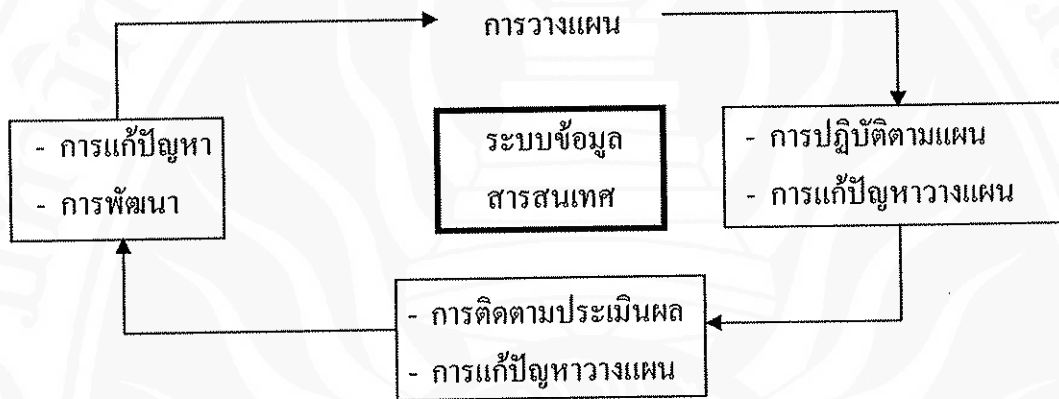 การวางแผน
- การแก้ปัญหา
- การพัฒนา
ระบบข้อมูล
สารสนเทศ
- การปฏิบัติตามแผน
- การแก้ปัญหาวางแผน
- การติดตามประเมินผล
- การแก้ปัญหาวางแผน